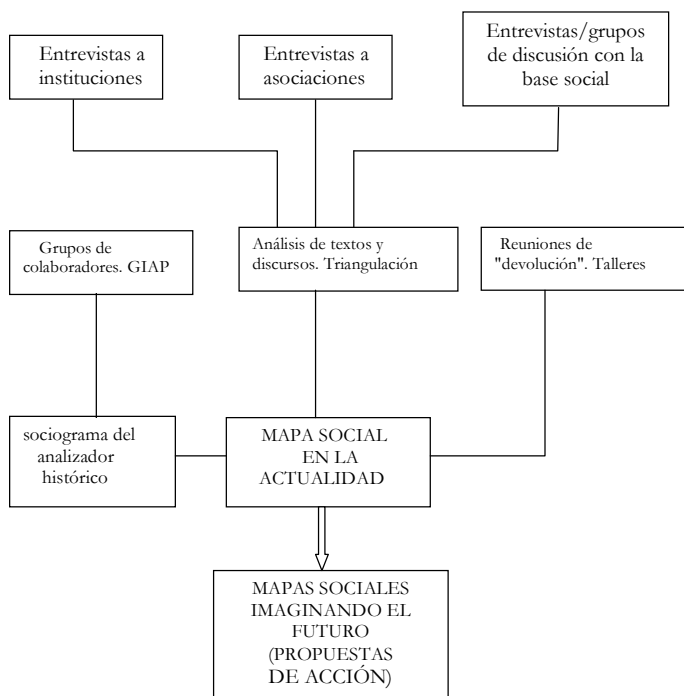 Entrevistas a
instituciones
Entrevistas a
asociaciones
Entrevistas/grupos
de discusión con la
base social
Grupos de
colaboradores. GIAP
Análisis de textos y
discursos. Triangulación
Reuniones de
"devolución". Talleres
sociograma del
analizador
histórico
MAPA SOCIAL
EN LA
ACTUALIDAD
MAPAS SOCIALES
IMAGINANDO EL
FUTURO
(PROPUESTAS
DE ACCIÓN)